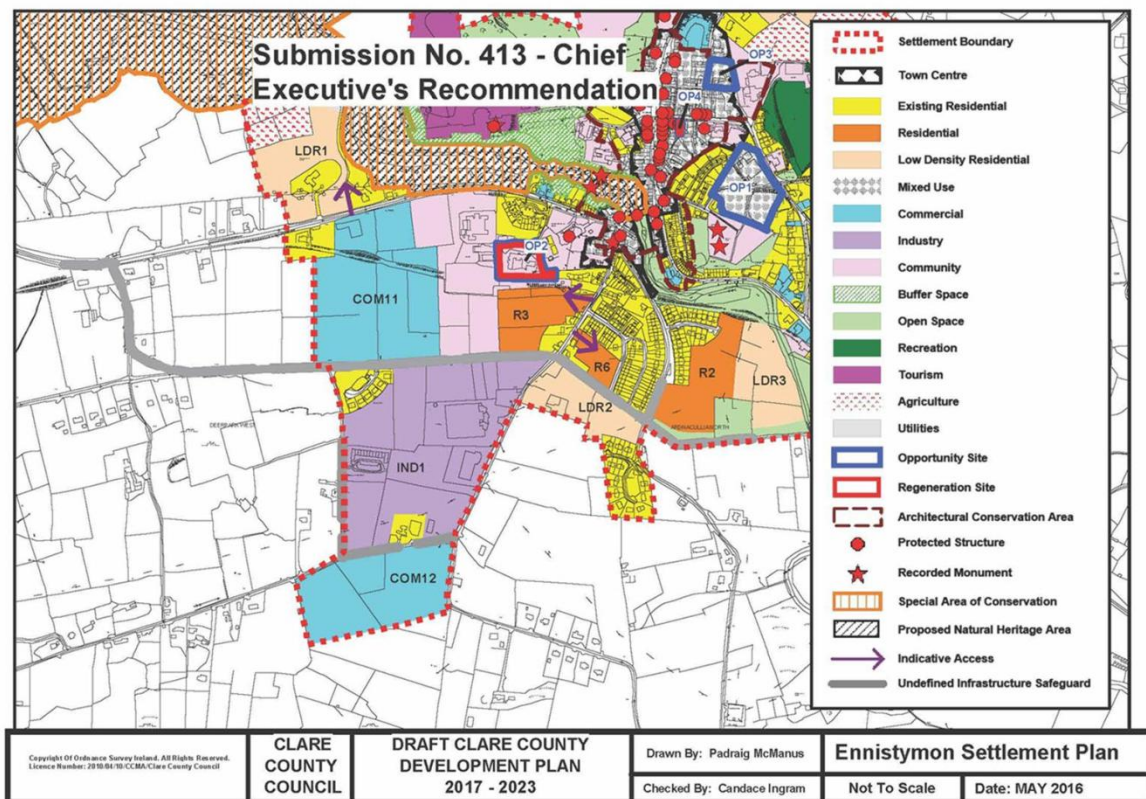 Submission No. 413 - Chief
Executive's Recommendation
LDR1
OP3
OP4
OP1
OP2
COM11
R3
R6
R2
LDR3
LDR2
IND1
COM12
Settlement Boundary
Town Centre
Existing Residential
Residential
Low Density Residential
Mixed Use
Commercial
Industry
Community
Buffer Space
Open Space
Recreation
Tourism
Agriculture
Utilities
Opportunity Site
Regeneration Site
Architectural Conservation Area
Protected Structure
Recorded Monument
Special Area of Conservation
Proposed Natural Heritage Area
Indicative Access
Undefined Infrastructure Safeguard
Copyright Of Ordnance Survey Ireland. All Rights Reserved.
Licence Number: 2010/04/10/CCMA/Clare County Council
CLARE
COUNTY
COUNCIL
DRAFT CLARE COUNTY
DEVELOPMENT PLAN
2017 - 2023
Drawn By: Padraig McManus
Checked By: Candace Ingram
Ennistymon Settlement Plan
Not To Scale
Date: MAY 2016